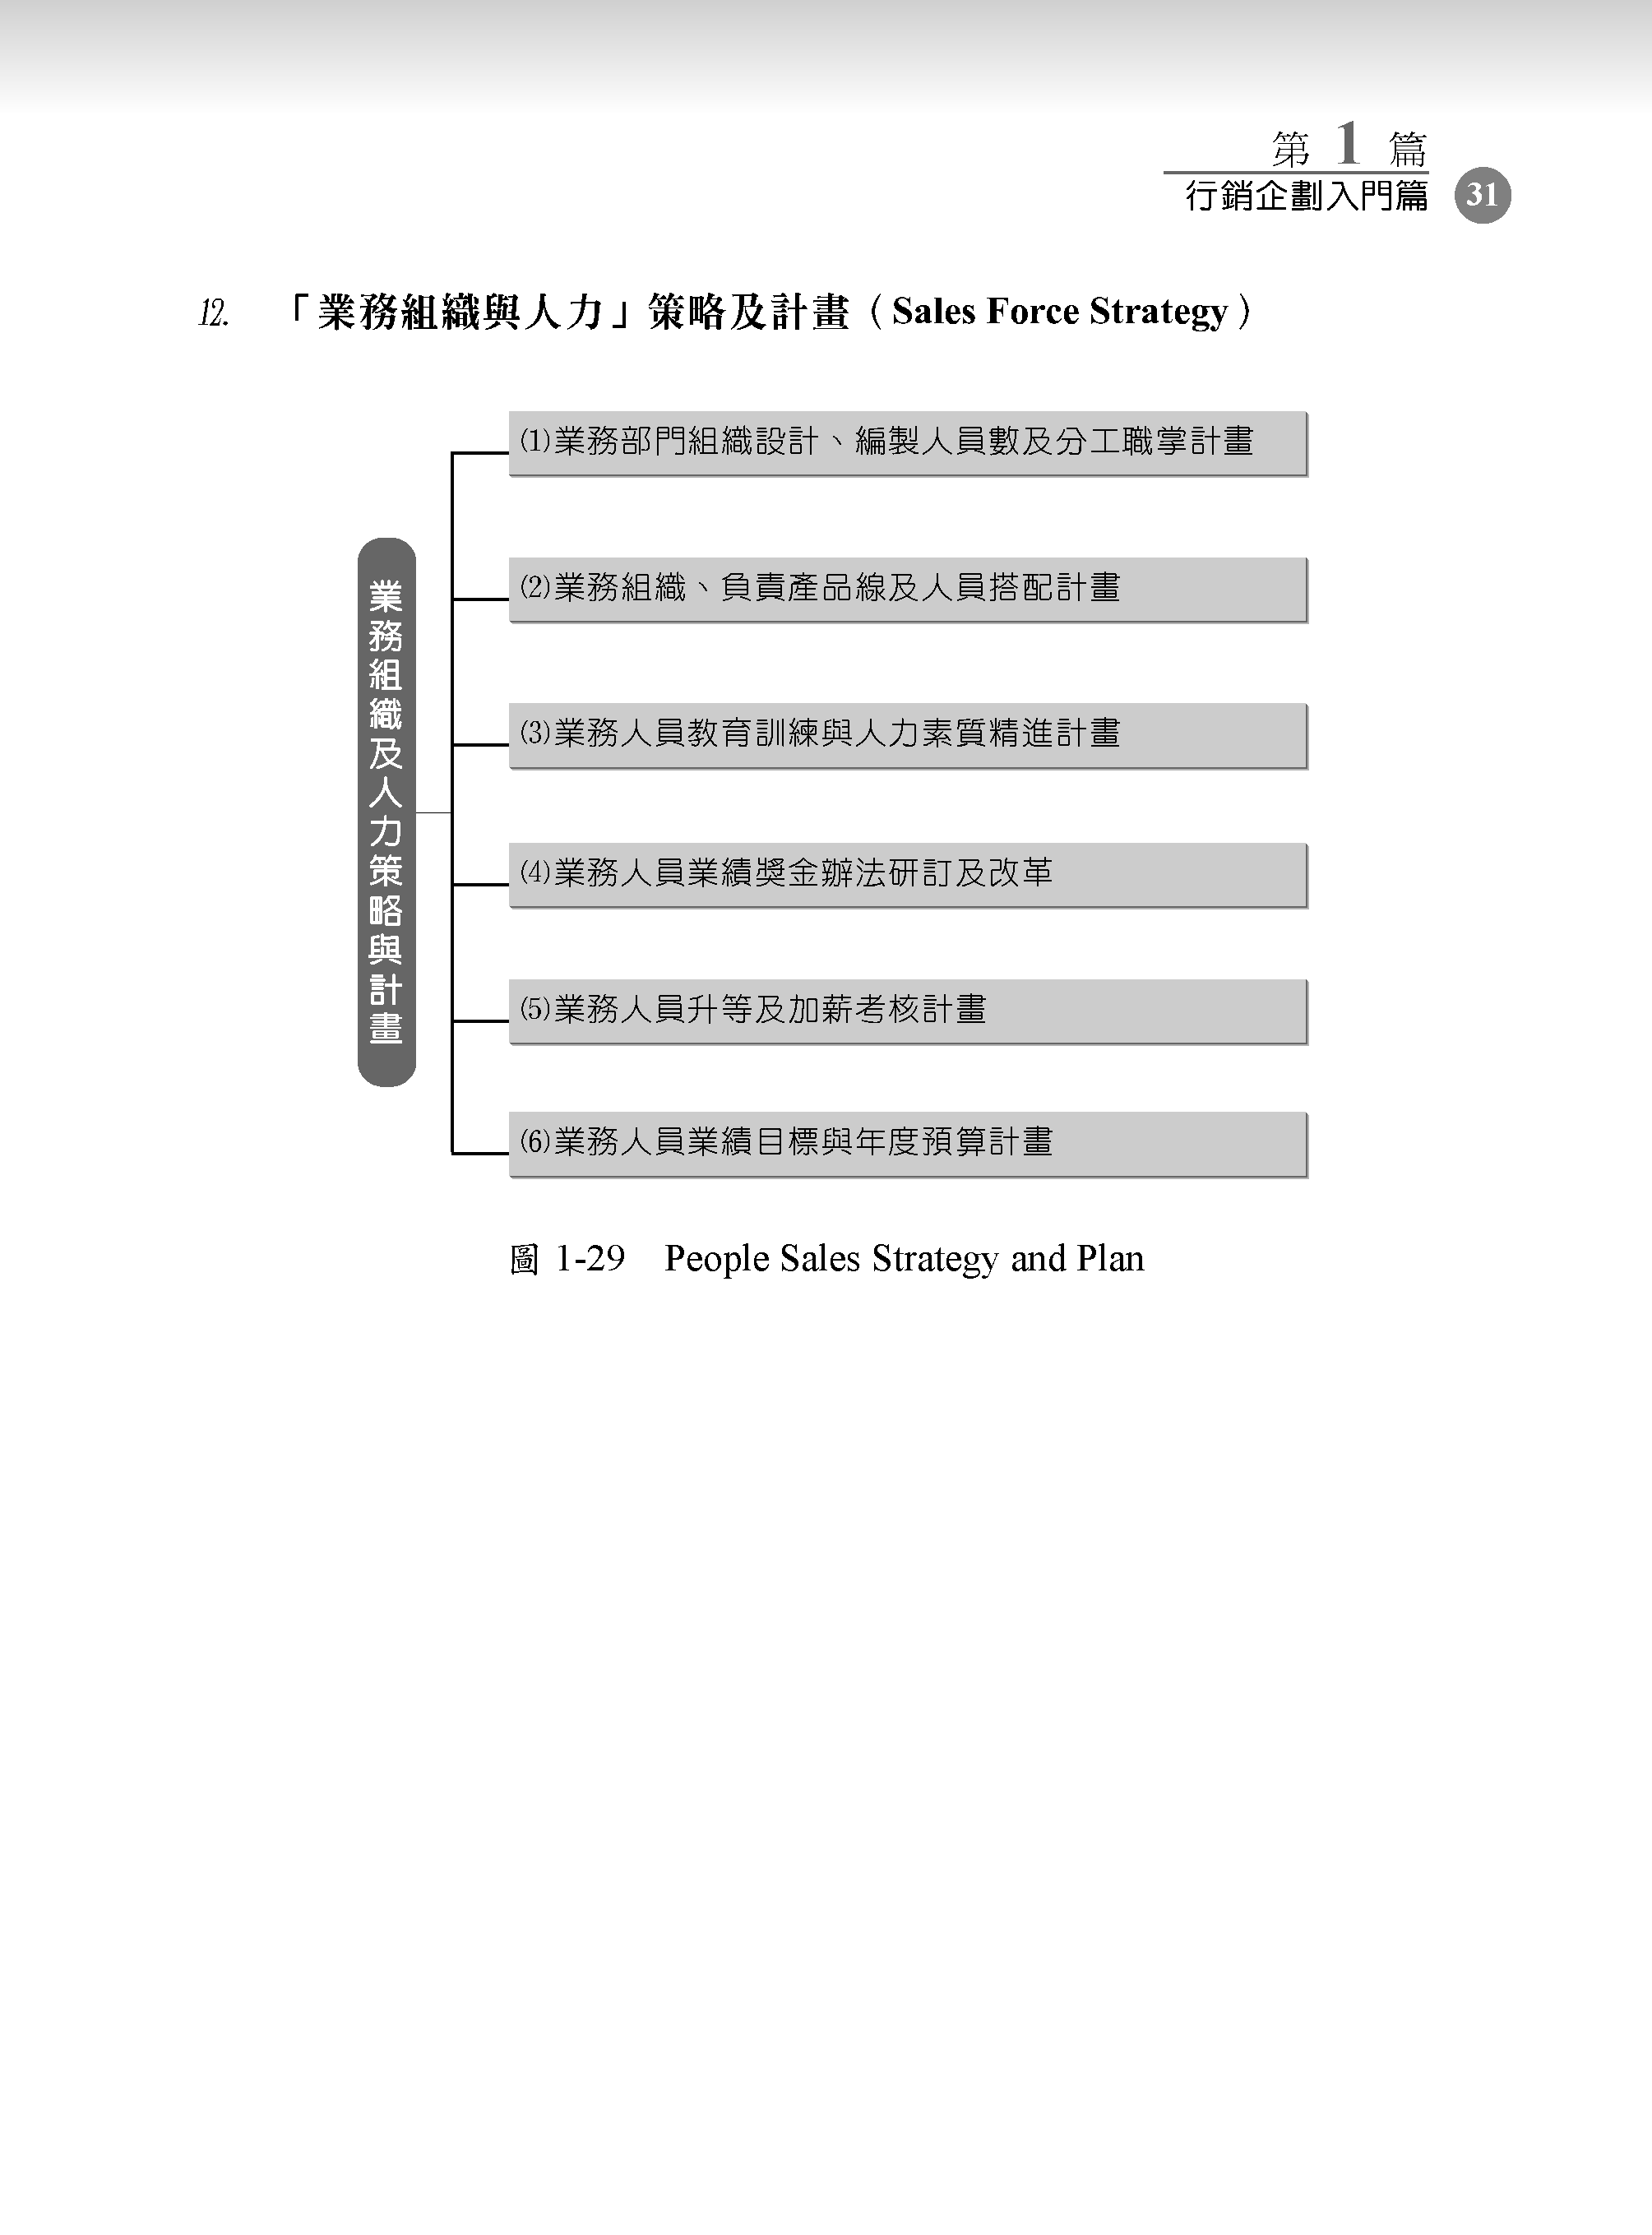 第 1 篇
行銷企劃入門篇 31
12. 「業務組織與人力」策略及計畫（Sales Force Strategy）
業務組織及人力策略與計畫
⑴業務部門組織設計、編製人員數及分工職掌計畫
⑵業務組織、負責產品線及人員搭配計畫
⑶業務人員教育訓練與人力素質精進計畫
⑷業務人員業績獎金辦法研訂及改革
⑸業務人員升等及加薪考核計畫
⑹業務人員業績目標與年度預算計畫
圖 1-29 People Sales Strategy and Plan